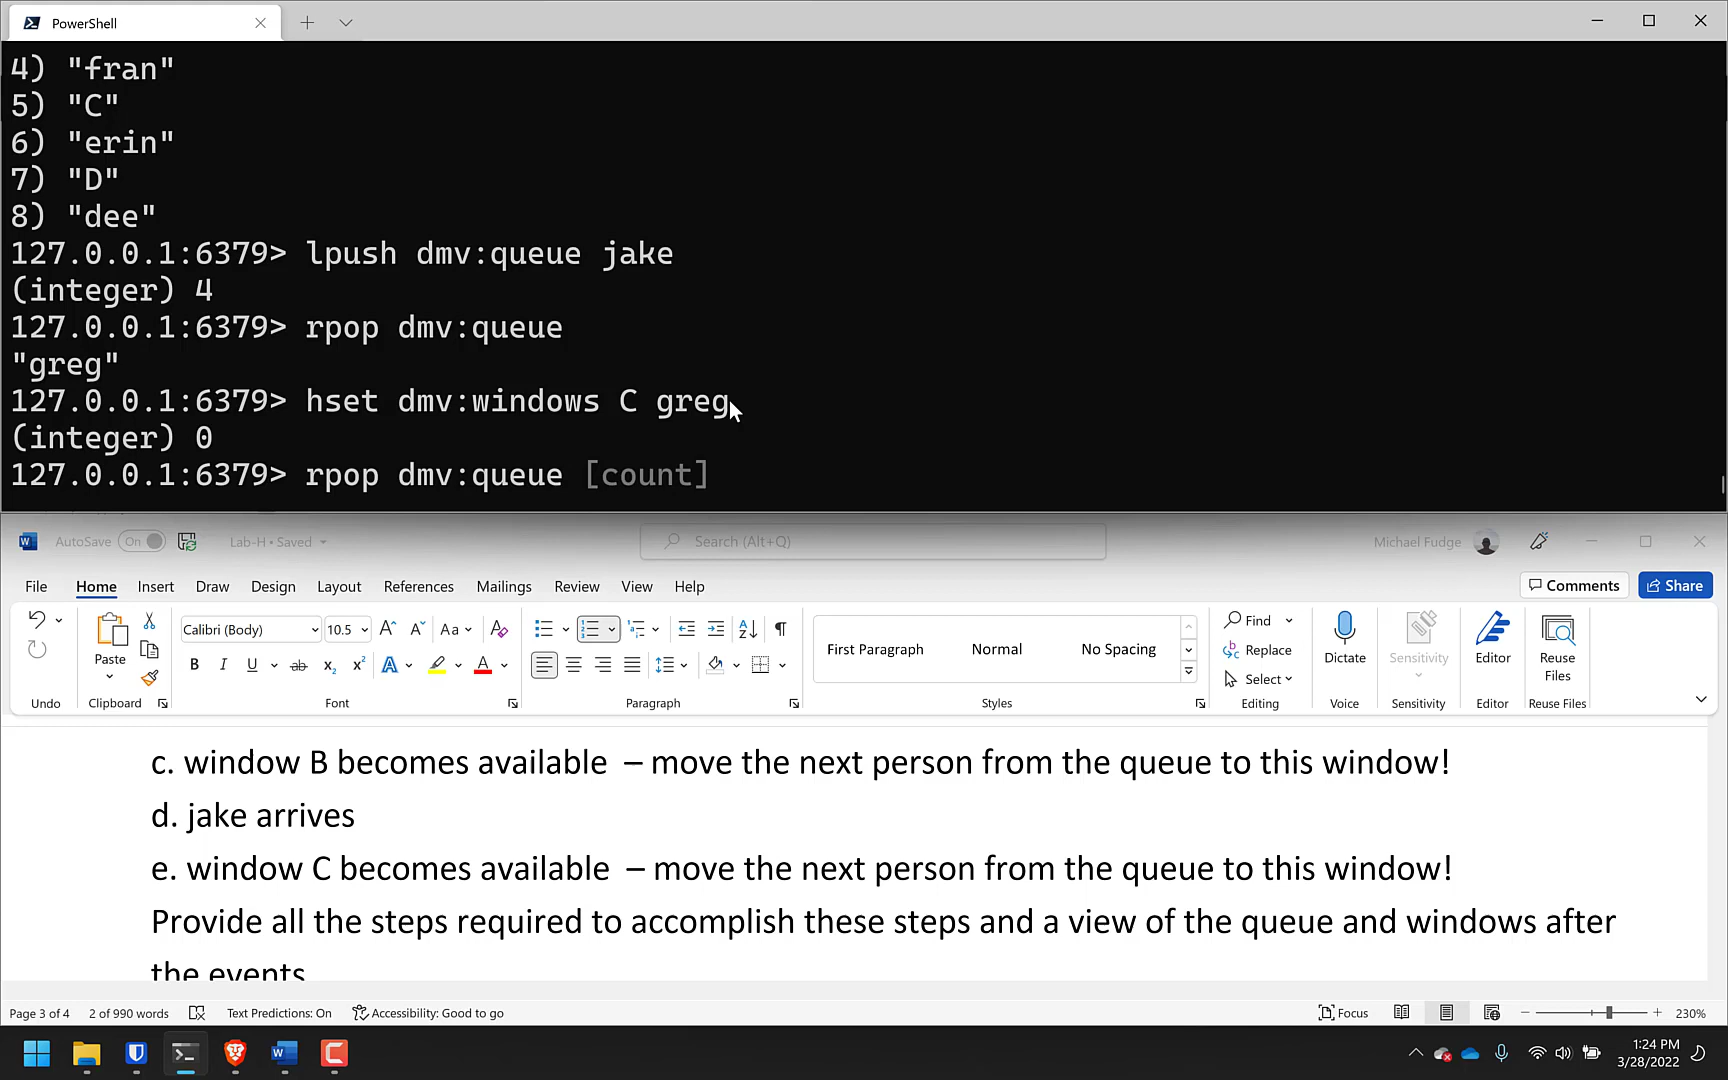 PowerShell
4) "fran"
5) "C"
6) "erin"
7) "D"
8) "dee"
127.0.0.1:6379> lpush dmv:queue jake
(integer) 4
127.0.0.1:6379> rpop dmv:queue
"greg"
127.0.0.1:6379> hset dmv:windows C greg
(integer) 0
127.0.0.1:6379> rpop dmv:queue [count]
AutoSave On Lab-H • Saved Search (Alt+Q) Michael Fudge
File Home Insert Draw Design Layout References Mailings Review View Help Comments Share
Calibri (Body) 10.5 Aa Find
Paste First Paragraph Normal No Spacing Replace Dictate Sensitivity Editor Reuse Files
Select
Undo Clipboard Font Paragraph Styles Editing Voice Sensitivity Editor Reuse Files
c. window B becomes available – move the next person from the queue to this window!
d. jake arrives
e. window C becomes available – move the next person from the queue to this window!
Provide all the steps required to accomplish these steps and a view of the queue and windows after
the events
Page 3 of 4 2 of 990 words Text Predictions: On Accessibility: Good to go Focus 230%
1:24 PM
3/28/2022